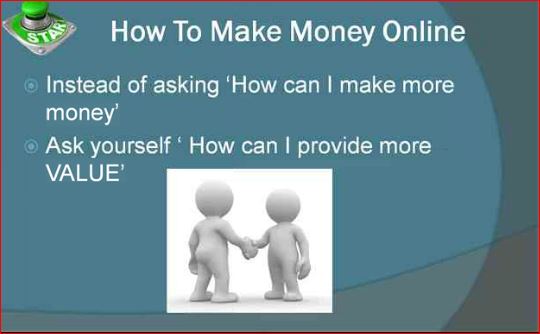 START
How To Make Money Online
Instead of asking ‘How can I make more
money’
Ask yourself ‘ How can I provide more
VALUE’